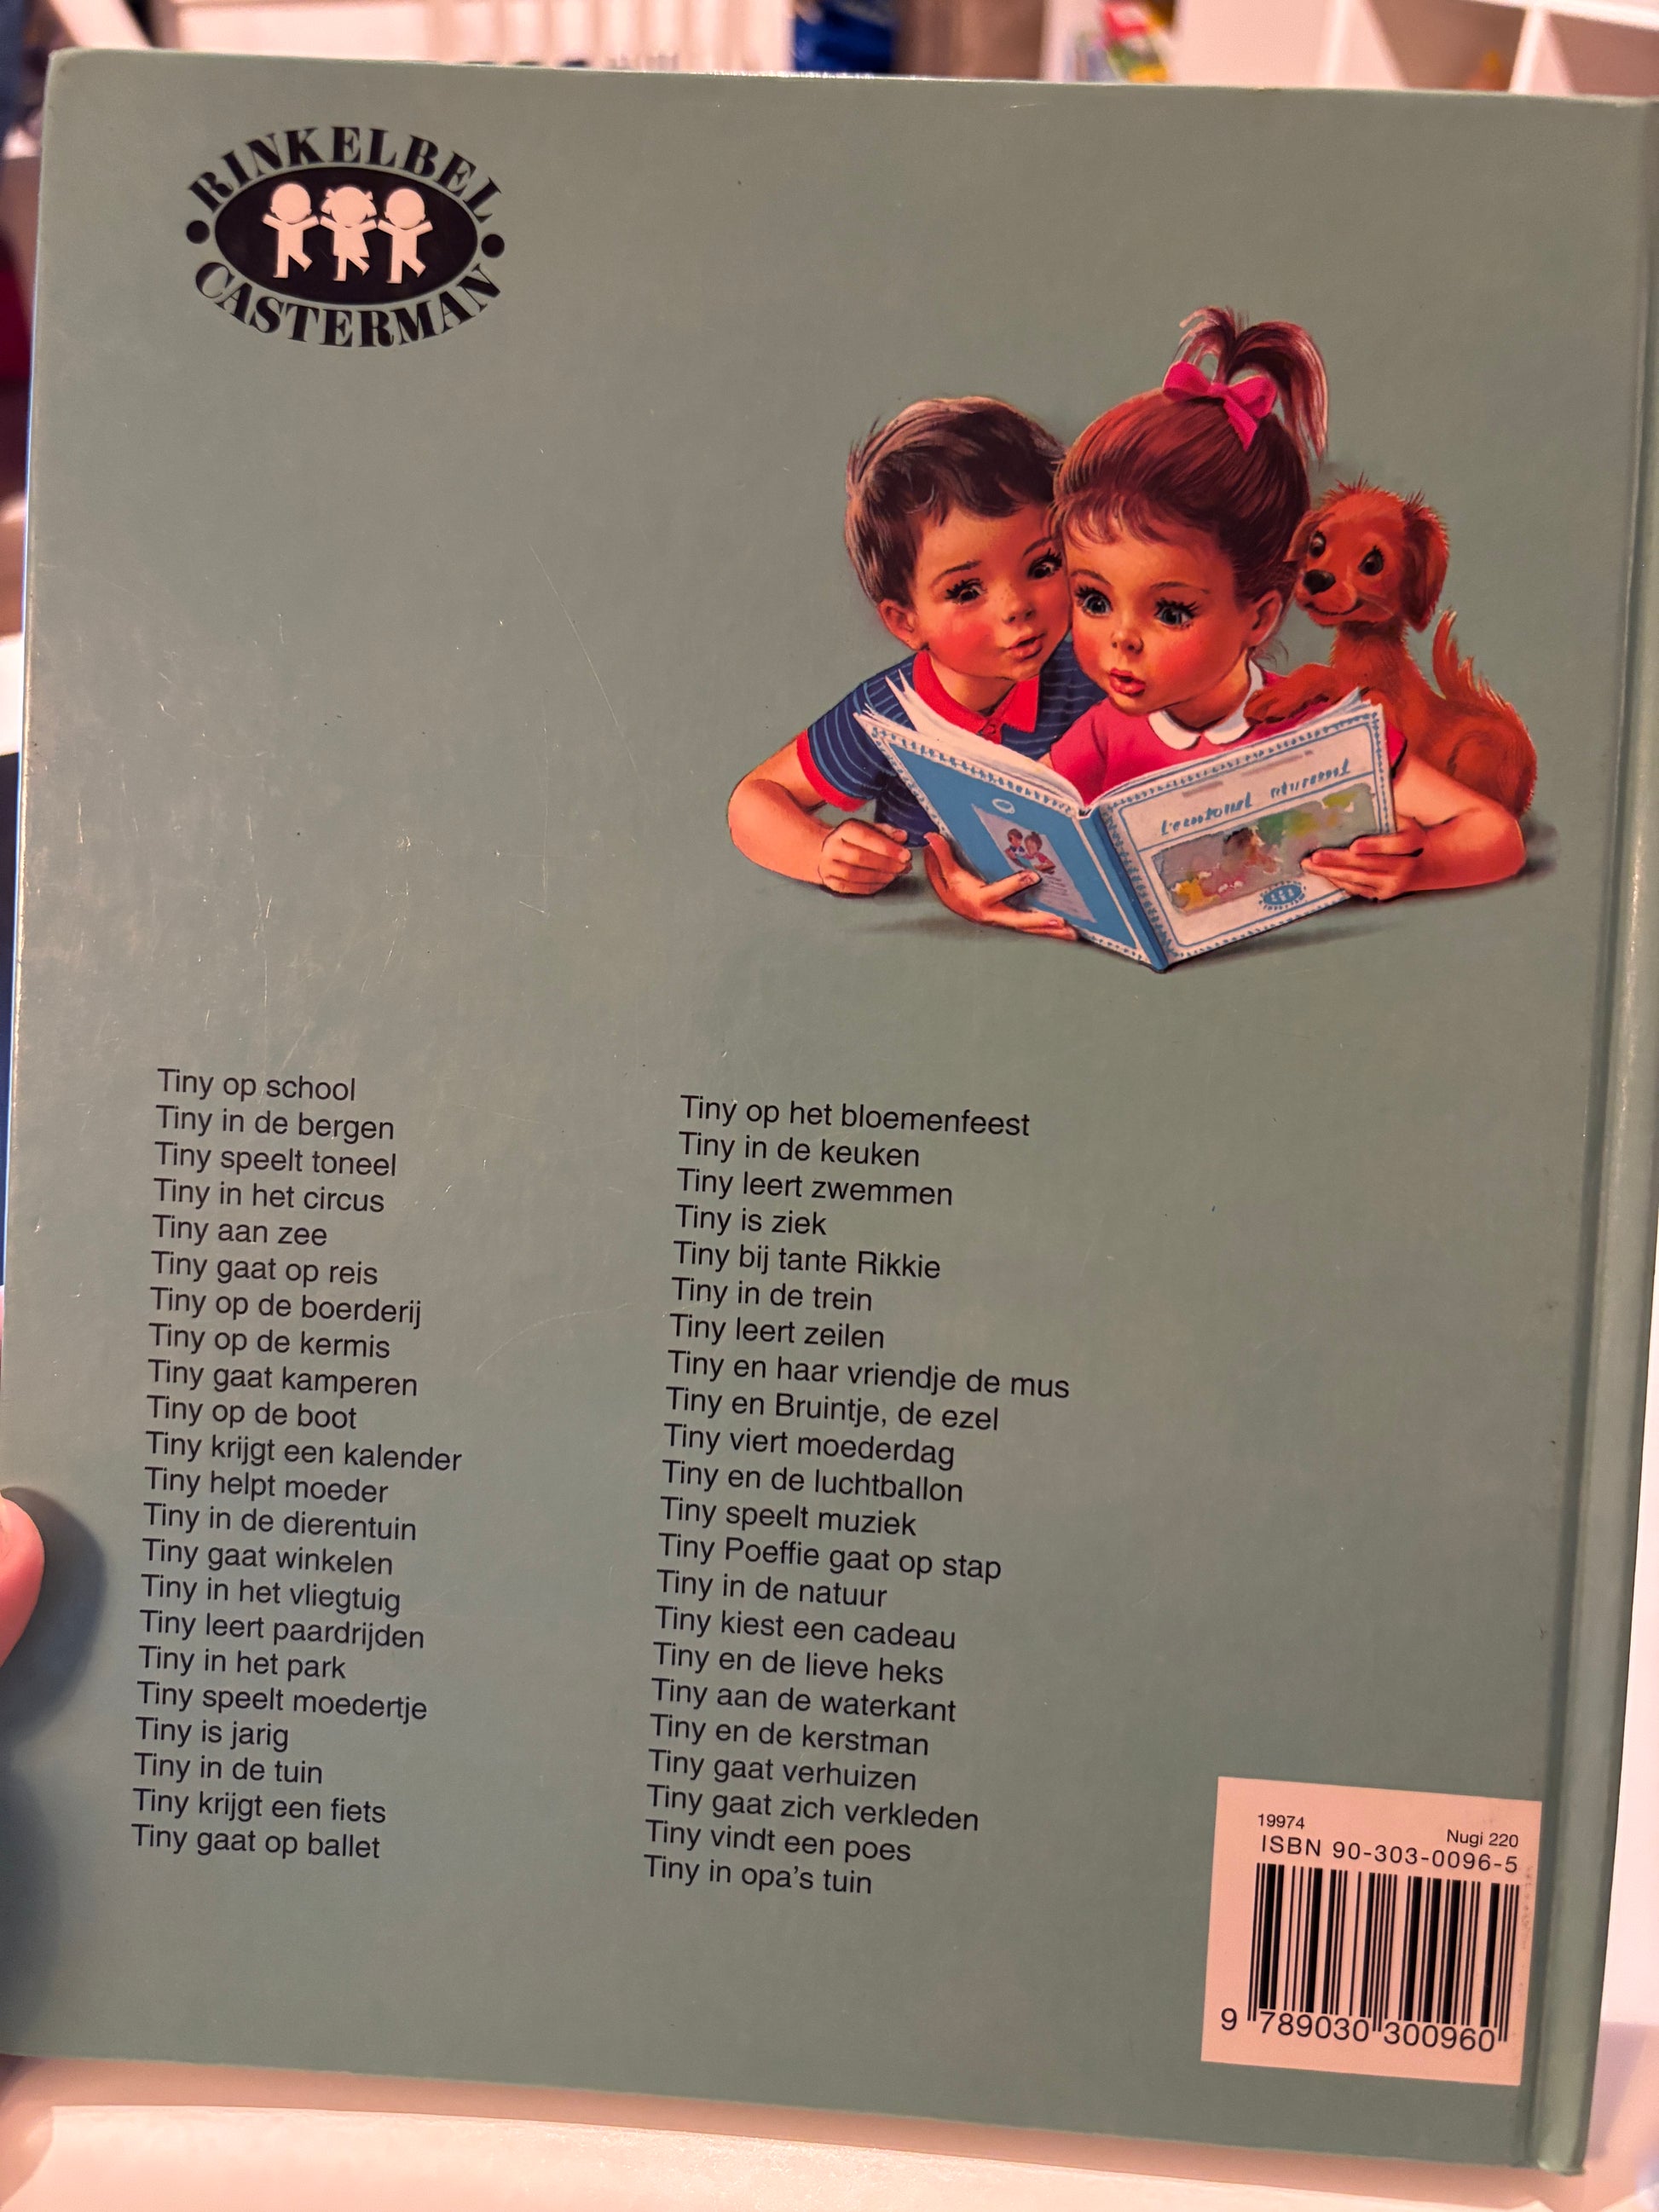 RINKELBEL
CASTERMAN
Tiny op school
Tiny in de bergen
Tiny speelt toneel
Tiny in het circus
Tiny aan zee
Tiny gaat op reis
Tiny op de boerderij
Tiny op de kermis
Tiny gaat kamperen
Tiny op de boot
Tiny krijgt een kalender
Tiny helpt moeder
Tiny in de dierentuin
Tiny gaat winkelen
Tiny in het vliegtuig
Tiny leert paardrijden
Tiny in het park
Tiny speelt moedertje
Tiny is jarig
Tiny in de tuin
Tiny krijgt een fiets
Tiny gaat op ballet
Tiny op het bloemenfeest
Tiny in de keuken
Tiny leert zwemmen
Tiny is ziek
Tiny bij tante Rikkie
Tiny in de trein
Tiny leert zeilen
Tiny en haar vriendje de mus
Tiny en Bruintje, de ezel
Tiny viert moederdag
Tiny en de luchtballon
Tiny speelt muziek
Tiny Poeffie gaat op stap
Tiny in de natuur
Tiny kiest een cadeau
Tiny en de lieve heks
Tiny aan de waterkant
Tiny en de kerstman
Tiny gaat verhuizen
Tiny gaat zich verkleden
Tiny vindt een poes
Tiny in opa's tuin
19974 Nugi 220
ISBN 90-303-0096-5
9 789030 300960